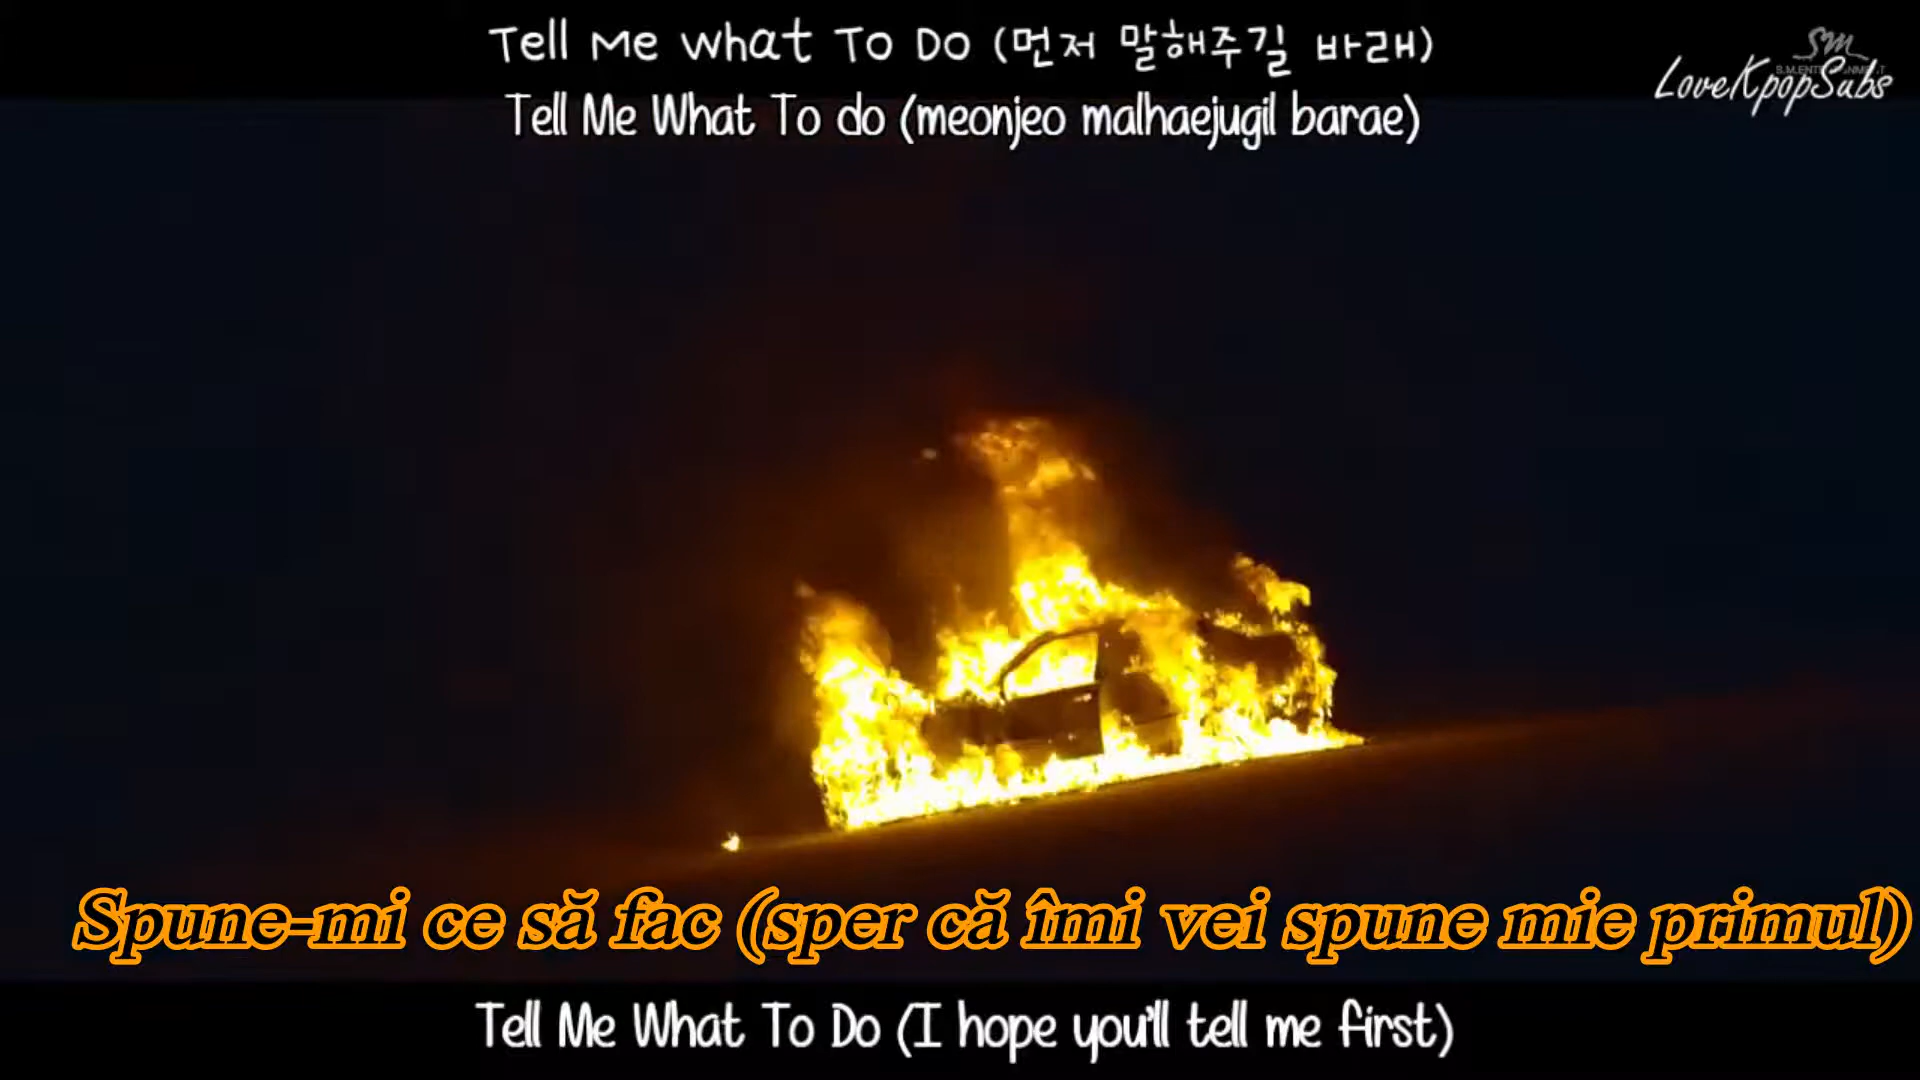 Tell Me What To Do (먼저 말해주길 바래)
Tell Me What To do (meonjeo malhaejugil barae)
SM
S.M.ENTERTAINMENT
LoveKpopSubs
Spune-mi ce să fac (sper că îmi vei spune mie primul)
Tell Me What To Do (I hope you'll tell me first)